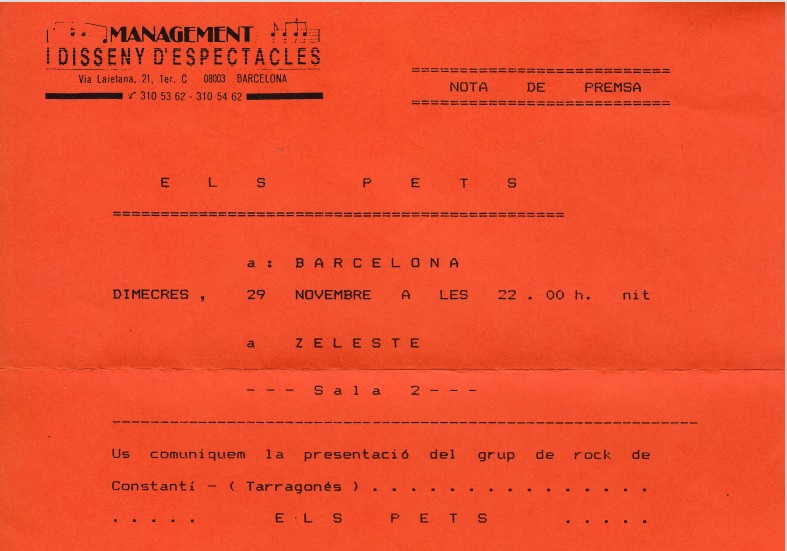 MANAGEMENT
I DISSENY D'ESPECTACLES
Via Laietana, 21, 1er. C 08003 BARCELONA
✆ 310 53 62 - 310 54 62
===========================
NOTA DE PREMSA
===========================
E L S P E T S
===============================================
a : B A R C E L O N A
DIMECRES , 29 NOVEMBRE A LES 22 . 00 h. nit
a Z E L E S T E
- - - S a l a 2 - - -
-------------------------------------------------------------
Us comuniquem la presentació del grup de rock de
Constantí - ( Tarragonés ) . . . . . . . . . . . . . . .
. . . . . E L S P E T S . . . . .